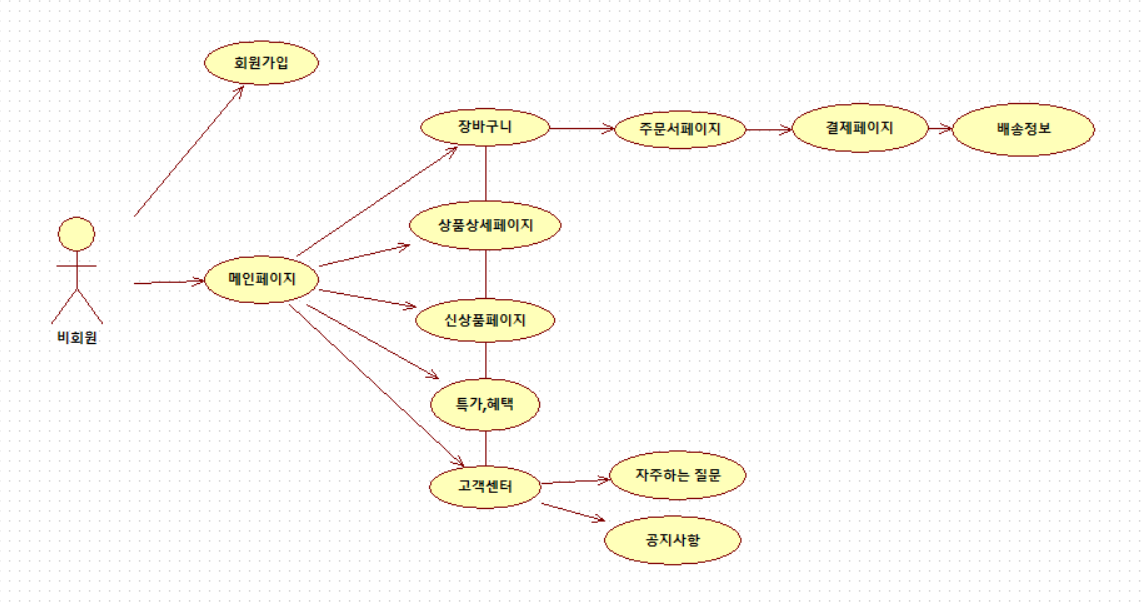 회원가입
장바구니
주문서페이지
결제페이지
배송정보
상품상세페이지
메인페이지
신상품페이지
비회원
특가,혜택
고객센터
자주하는 질문
공지사항